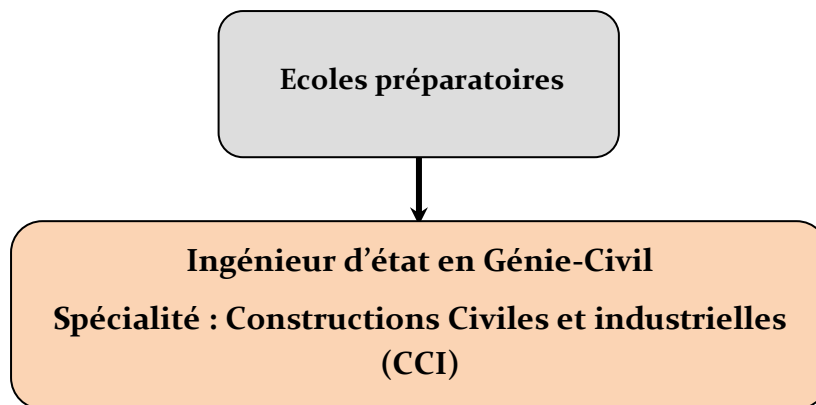 Ecoles préparatoires
Ingénieur d’état en Génie-Civil
Spécialité : Constructions Civiles et industrielles
(CCI)